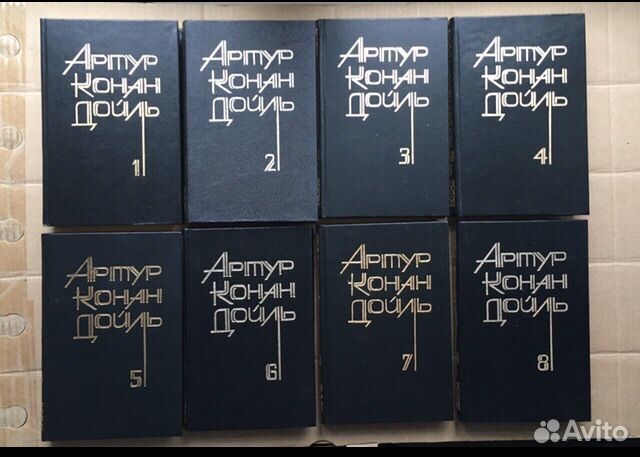 Артур
Конан
Дойль
1
Артур
Конан
Дойль
2
Артур
Конан
Дойль
3
Артур
Конан
Дойль
4
Артур
Конан
Дойль
5
Артур
Конан
Дойль
6
Артур
Конан
Дойль
7
Артур
Конан
Дойль
8
Avito